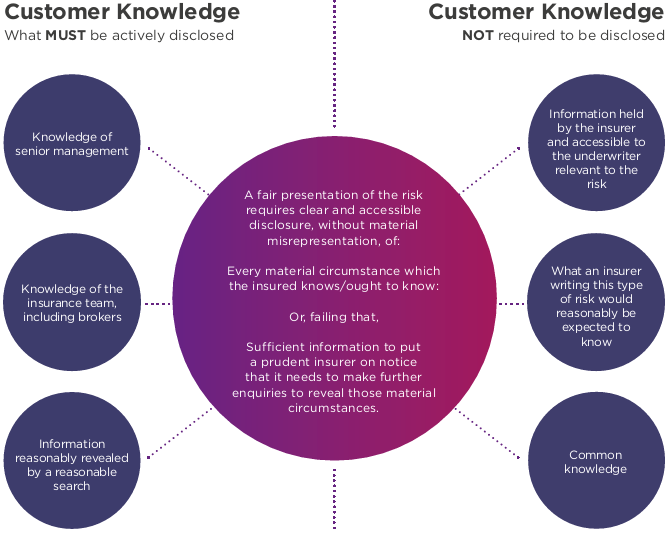 Customer Knowledge
What MUST be actively disclosed
Knowledge of
senior management
Knowledge of the
insurance team,
including brokers
Information
reasonably revealed
by a reasonable
search
A fair presentation of the risk
requires clear and accessible
disclosure, without material
misrepresentation, of:
Every material circumstance which
the insured knows/ought to know:
Or, failing that,
Sufficient information to put
a prudent insurer on notice
that it needs to make further
enquiries to reveal those material
circumstances.
Customer Knowledge
NOT required to be disclosed
Information held
by the insurer
and accessible to
the underwriter
relevant to the
risk
What an insurer
writing this type
of risk would
reasonably be
expected to
know
Common
knowledge